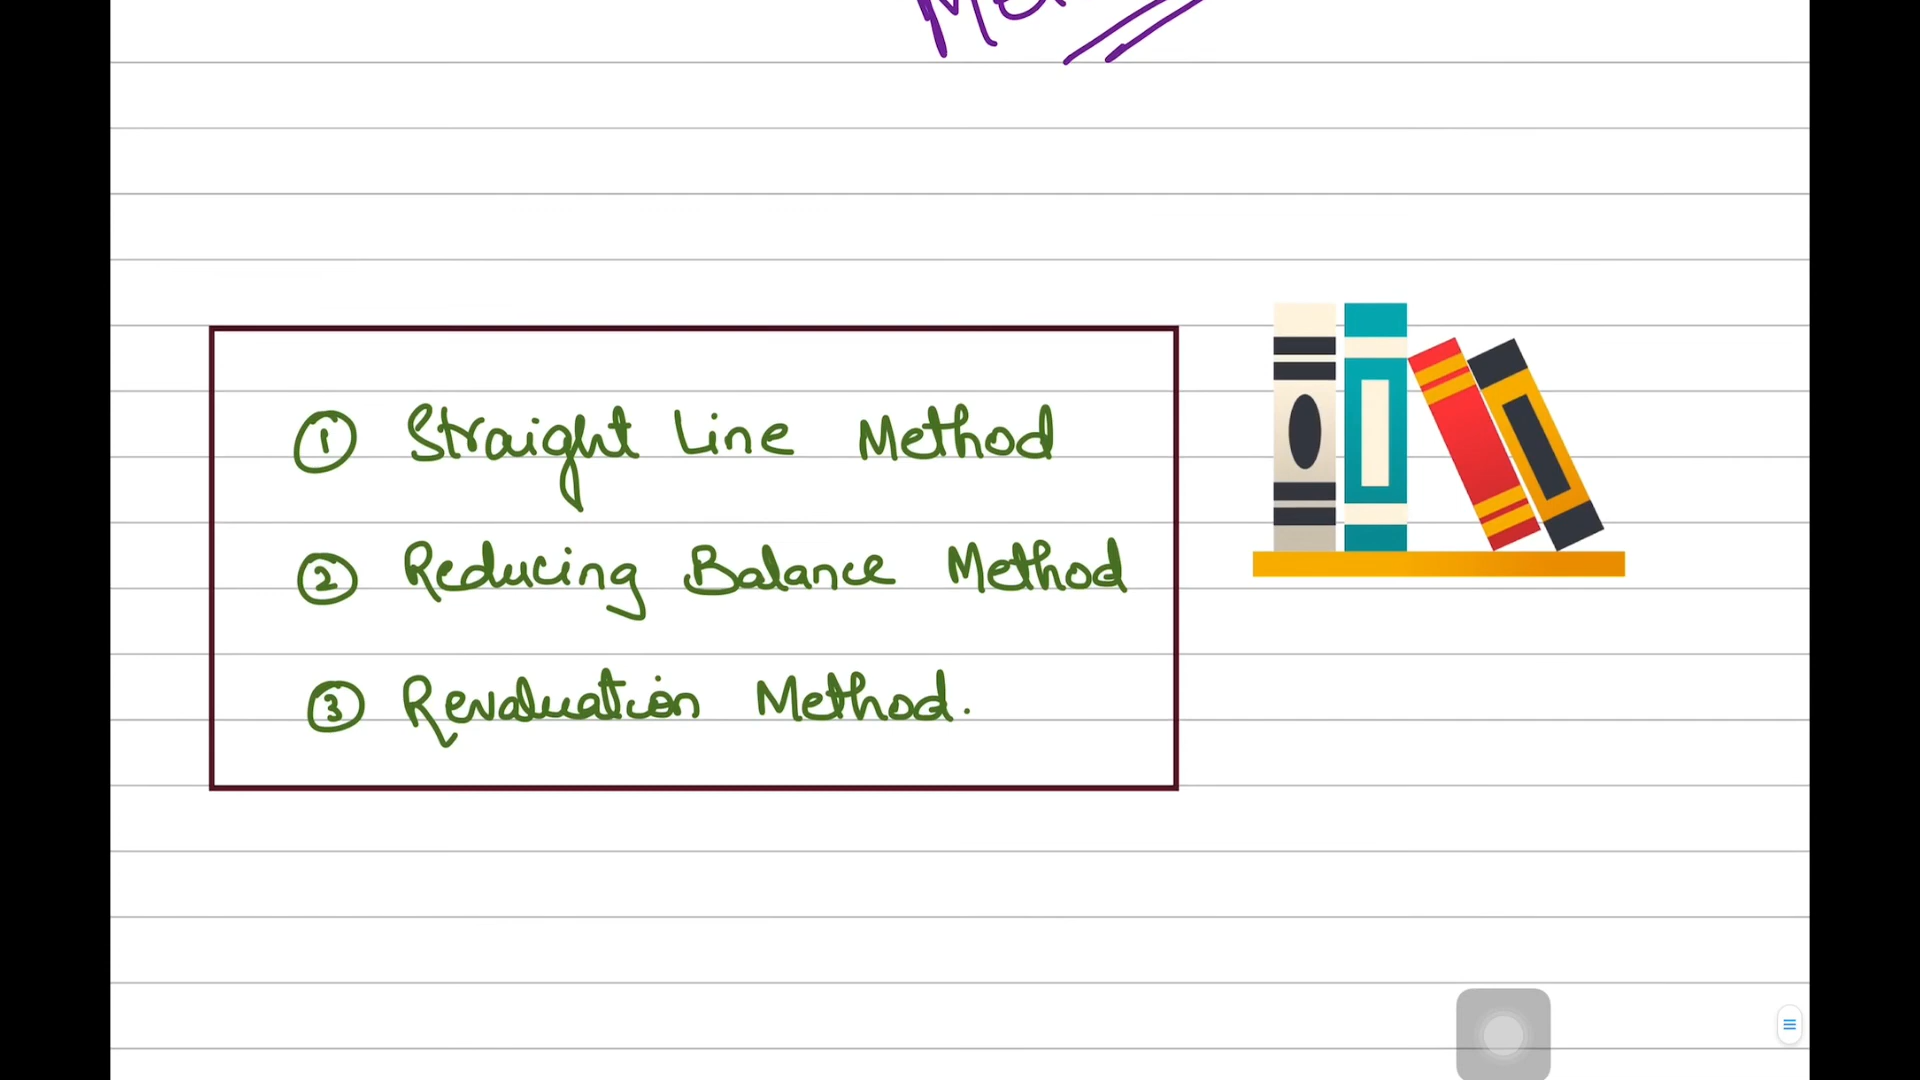 ① Straight Line Method
② Reducing Balance Method
③ Revaluation Method.